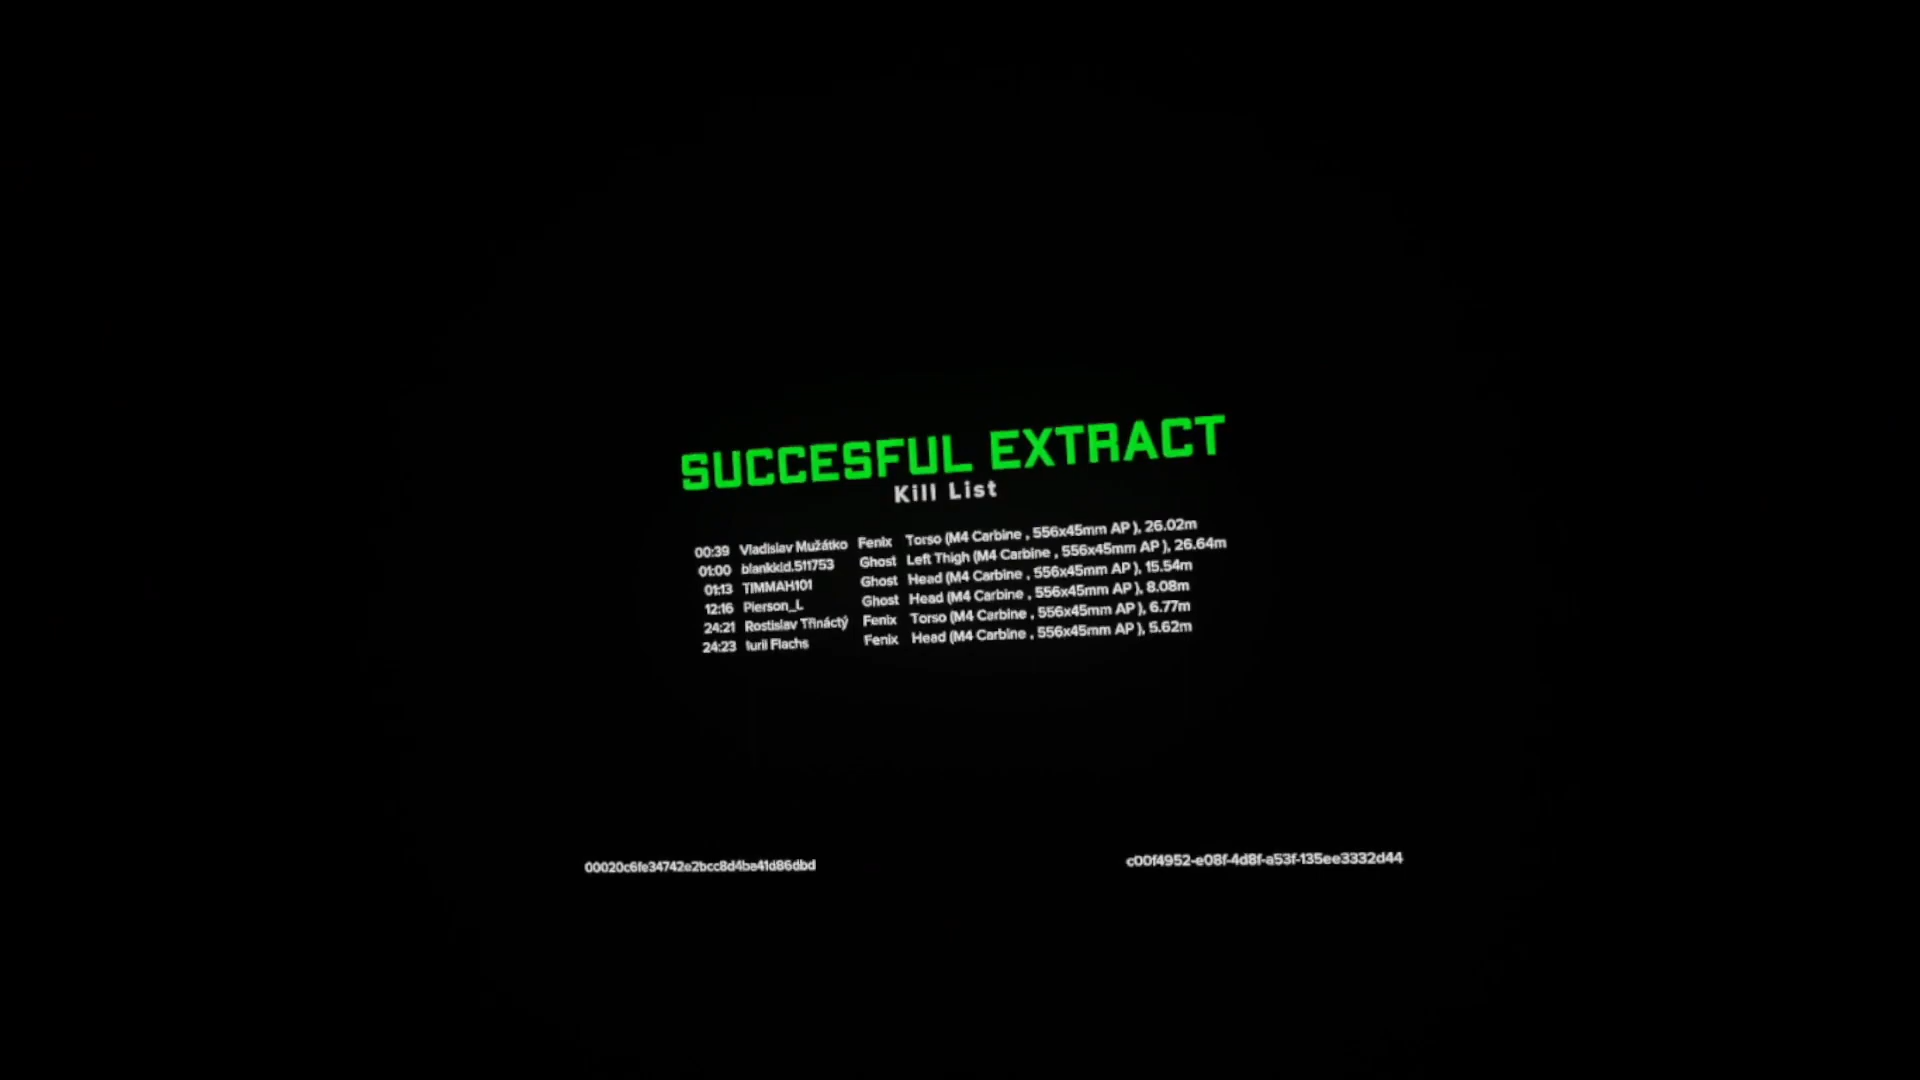 SUCCESFUL EXTRACT
Kill List
00:39 Vladislav Mužátko Fenix Torso (M4 Carbine , 556x45mm AP ), 26.02m
01:00 blankkid.511753 Ghost Left Thigh (M4 Carbine , 556x45mm AP ), 26.64m
01:13 TIMMAH101 Ghost Head (M4 Carbine , 556x45mm AP ), 15.54m
12:16 Pierson_L Ghost Head (M4 Carbine , 556x45mm AP ), 8.08m
24:21 Rostislav Třináctý Fenix Torso (M4 Carbine , 556x45mm AP ), 6.77m
24:23 Iurii Flachs Fenix Head (M4 Carbine , 556x45mm AP ), 5.62m
00020c6fe34742e2bcc8d4ba41d86dbd c00f4952-e08f-4d8f-a53f-135ee3332d44